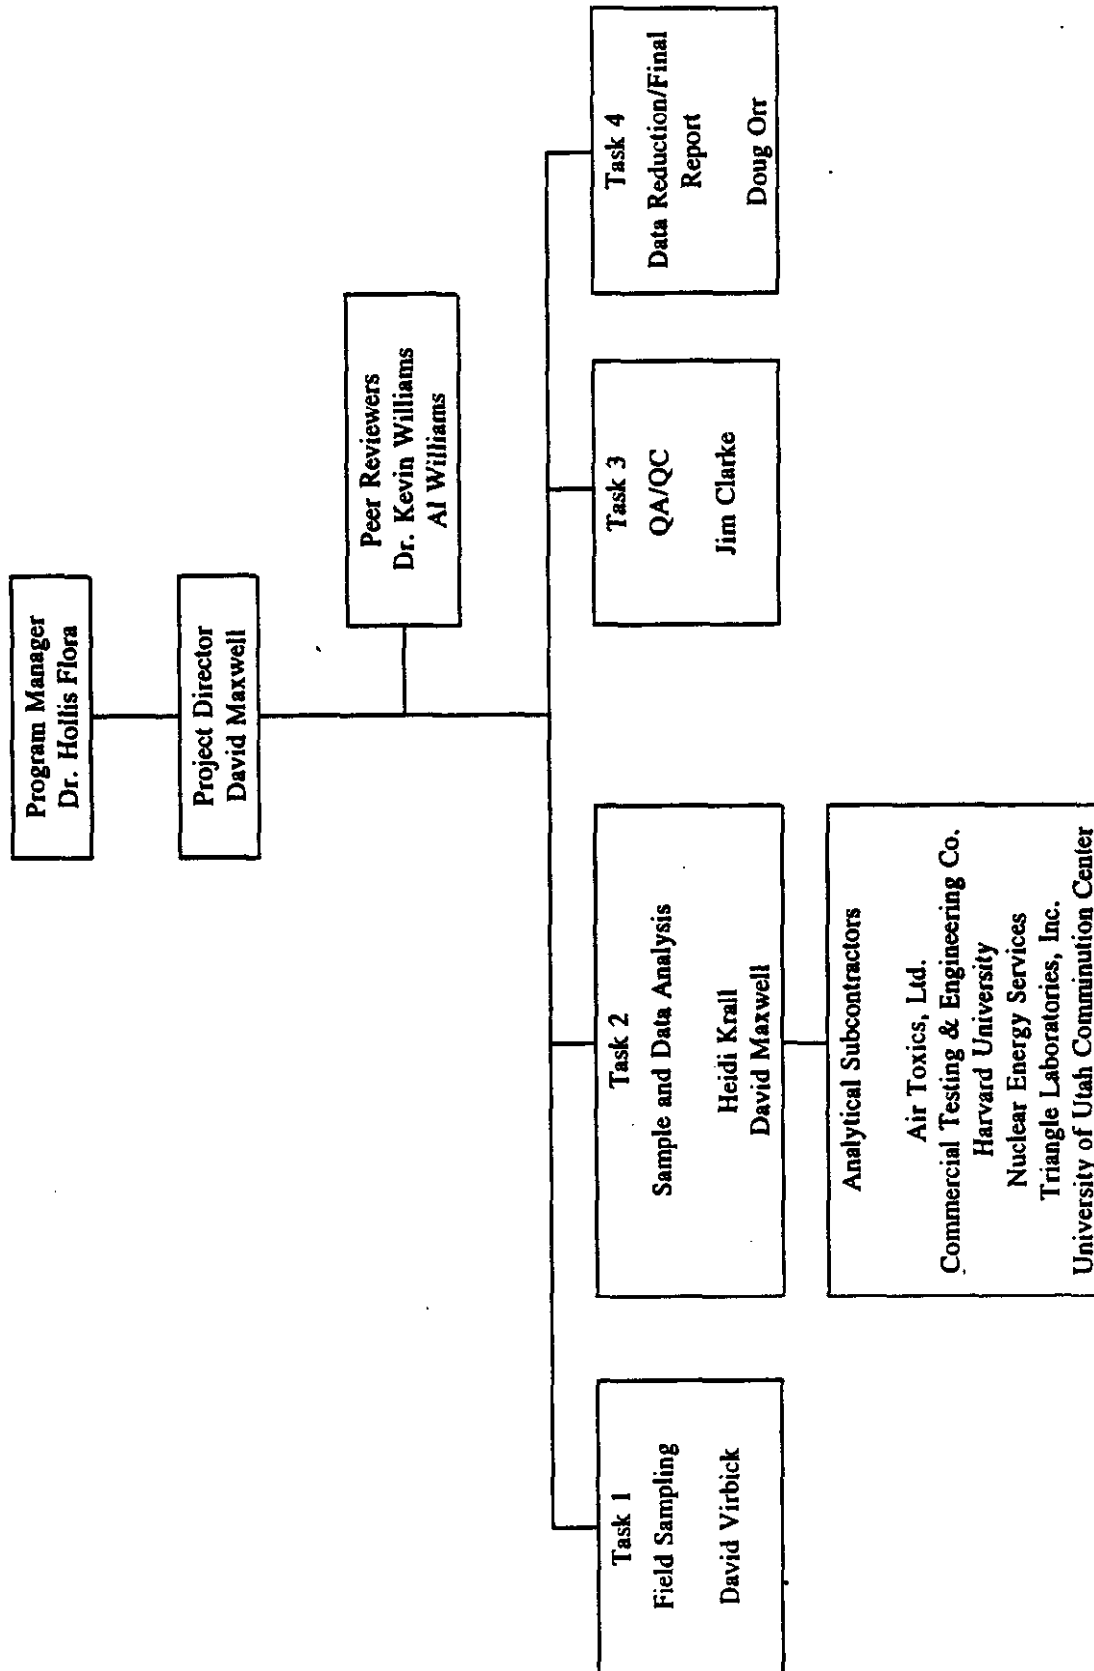 Program Manager
Dr. Hollis Flora
Project Director
David Maxwell
Peer Reviewers
Dr. Kevin Williams
Al Williams
Task 1
Field Sampling
David Virbick
Task 2
Sample and Data Analysis
Heidi Krall
David Maxwell
Analytical Subcontractors
Air Toxics, Ltd.
Commercial Testing & Engineering Co.
Harvard University
Nuclear Energy Services
Triangle Laboratories, Inc.
University of Utah Comminution Center
Task 3
QA/QC
Jim Clarke
Task 4
Data Reduction/Final
Report
Doug Orr